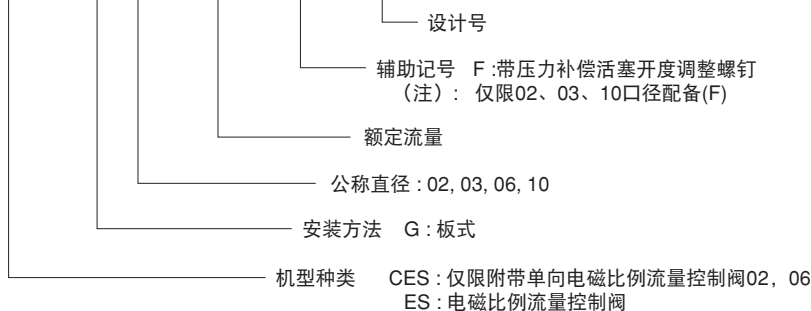 设计号
辅助记号 F :带压力补偿活塞开度调整螺钉
（注）: 仅限02、03、10口径配备(F)
额定流量
公称直径 : 02, 03, 06, 10
安装方法 G : 板式
机型种类 CES : 仅限附带单向电磁比例流量控制阀02，06
ES : 电磁比例流量控制阀